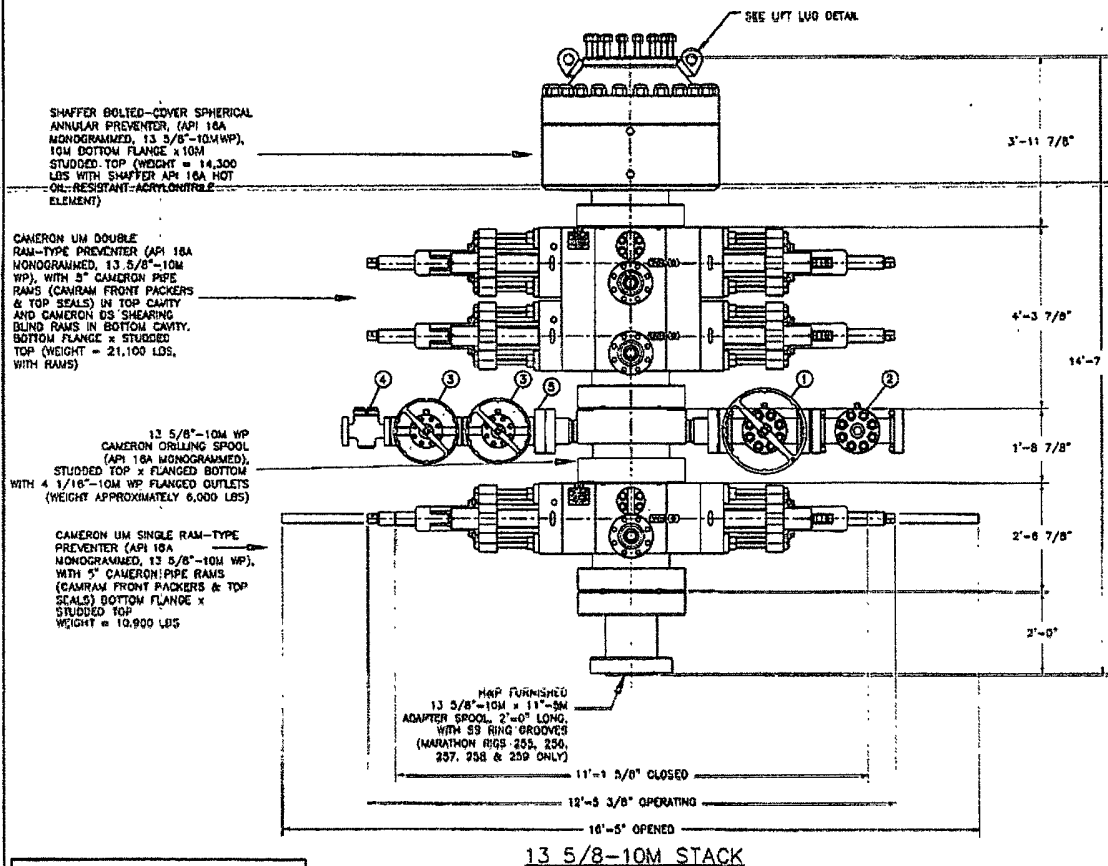 SEE LIFT LUG DETAIL
SHAFFER BOLTED-COVER SPHERICAL
ANNULAR PREVENTER, (API 16A
MONOGRAMMED, 13 5/8"-10MWP),
10M BOTTOM FLANGE x 10M
STUDDED TOP (WEIGHT = 14,300
LBS WITH SHAFFER API 16A HOT
OIL-RESISTANT-ACRYLONITRILE
ELEMENT)
3'-11 7/8"
CAMERON UM DOUBLE
RAM-TYPE PREVENTER (API 16A
MONOGRAMMED, 13 5/8"-10M
WP), WITH 5" CAMERON PIPE
RAMS (CAMRAM FRONT PACKERS
& TOP SEALS) IN TOP CAVITY
AND CAMERON DS SHEARING
BLIND RAMS IN BOTTOM CAVITY.
BOTTOM FLANGE x STUDDED
TOP (WEIGHT = 21,100 LBS,
WITH RAMS)
4'-3 7/8"
14'-7
4
3
3
5
1
2
13 5/8"-10M WP
CAMERON DRILLING SPOOL
(API 16A MONOGRAMMED),
STUDDED TOP x FLANGED BOTTOM
WITH 4 1/16"-10M WP FLANGED OUTLETS
(WEIGHT APPROXIMATELY 6,000 LBS)
1'-8 7/8"
CAMERON UM SINGLE RAM-TYPE
PREVENTER (API 16A
MONOGRAMMED, 13 5/8"-10M WP),
WITH 5" CAMERON PIPE RAMS
(CAMRAM FRONT PACKERS & TOP
SEALS) BOTTOM FLANGE x
STUDDED TOP
WEIGHT = 10,900 LBS
2'-6 7/8"
2'-0"
H&P FURNISHED
13 5/8"-10M x 11"-5M
ADAPTER SPOOL, 2'-0" LONG,
WITH SS RING GROOVES
(MARATHON RIGS 255, 256,
257, 258 & 259 ONLY)
11'-1 5/8" CLOSED
12'-5 3/8" OPERATING
16'-5" OPENED
13 5/8-10M STACK